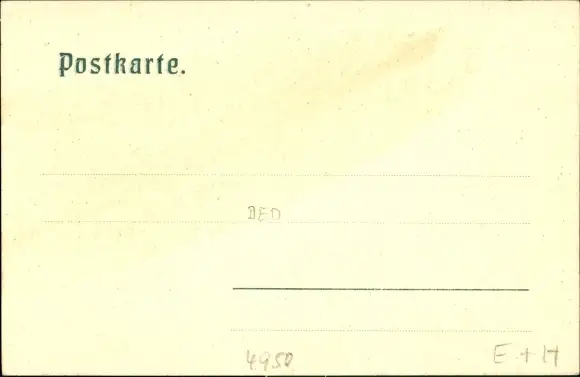 Postkarte.
DED
4950
E + H